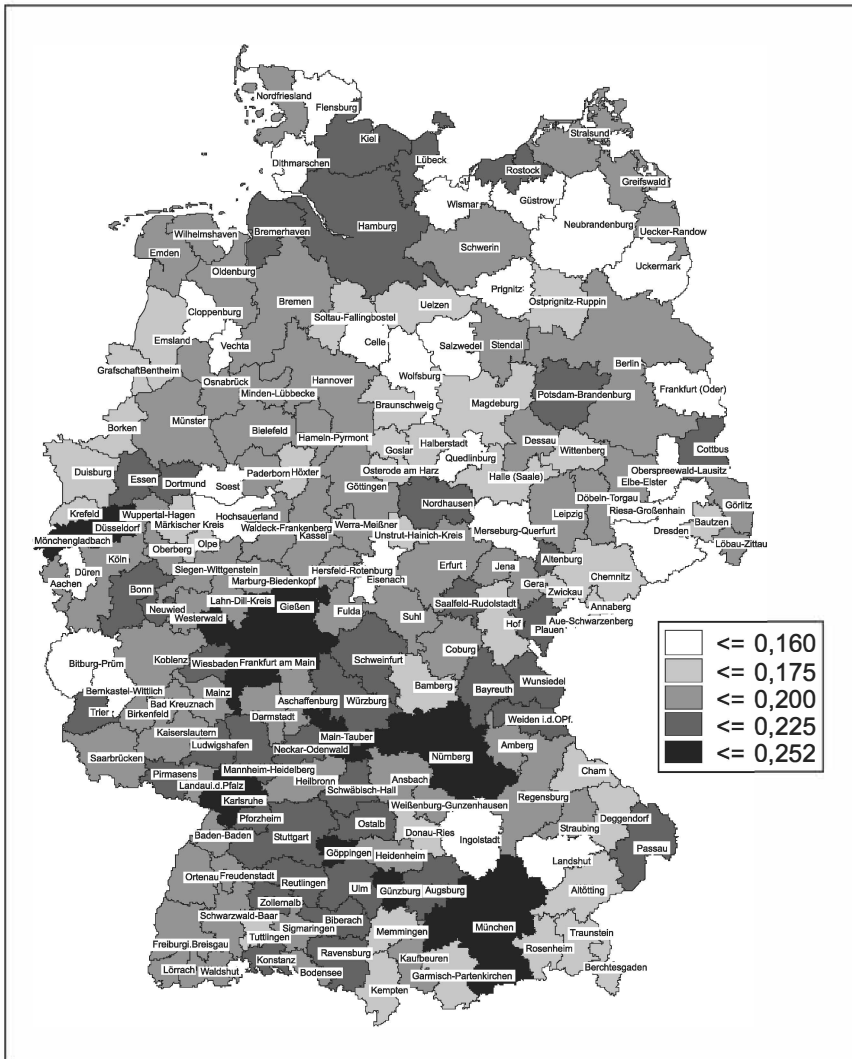 Nordfriesland
Flensburg
Kiel
Stralsund
Dithmarschen
Lübeck
Rostock
Greifswald
Wismar
Güstrow
Neubrandenburg
Hamburg
Wilhelmshaven
Bremerhaven
Uecker-Randow
Schwerin
Emden
Oldenburg
Uckermark
Prignitz
Bremen
Uelzen
Ostprignitz-Ruppin
Cloppenburg
Soltau-Fallingbostel
Emsland
Celle
Salzwedel
Stendal
Vechta
Berlin
GrafschaftBentheim
Wolfsburg
Osnabrück
Hannover
Frankfurt (Oder)
Minden-Lübbecke
Potsdam-Brandenburg
Braunschweig
Magdeburg
Münster
Borken
Bielefeld
Hameln-Pyrmont
Dessau
Halberstadt
Goslar
Wittenberg
Cottbus
Quedlinburg
Duisburg
Essen
Dortmund
Paderborn
Höxter
Osterode am Harz
Halle (Saale)
Oberspreewald-Lausitz
Soest
Göttingen
Elbe-Elster
Döbeln-Torgau
Nordhausen
Görlitz
Krefeld
Wuppertal-Hagen
Hochsauerland
Leipzig
Riesa-Großenhain
Märkischer Kreis
Werra-Meißner
Bautzen
Düsseldorf
Waldeck-Frankenberg
Merseburg-Querfurt
Dresden
Mönchengladbach
Kassel
Unstrut-Hainich-Kreis
Olpe
Löbau-Zittau
Oberberg
Köln
Altenburg
Düren
Siegen-Wittgenstein
Hersfeld-Rotenburg
Erfurt
Jena
Aachen
Marburg-Biedenkopf
Eisenach
Chemnitz
Gera
Bonn
Zwickau
Lahn-Dill-Kreis
Saalfeld-Rudolstadt
Neuwied
Gießen
Fulda
Annaberg
Westerwald
Suhl
Hof
Aue-Schwarzenberg
Plauen
Coburg
Koblenz
Schweinfurt
Bitburg-Prüm
Wiesbaden
Frankfurt am Main
Wunsiedel
Bamberg
Bayreuth
Bernkastel-Wittlich
Mainz
Aschaffenburg
Bad Kreuznach
Würzburg
Trier
Birkenfeld
Darmstadt
Weiden i.d.OPf.
Kaiserslautern
Main-Tauber
Ludwigshafen
Neckar-Odenwald
Amberg
Saarbrücken
Nürnberg
Mannheim-Heidelberg
Cham
Pirmasens
Heilbronn
Ansbach
Landaui.d.Pfalz
Schwäbisch-Hall
Regensburg
Karlsruhe
Weißenburg-Gunzenhausen
Deggendorf
Pforzheim
Ostalb
Straubing
Baden-Baden
Stuttgart
Donau-Ries
Ingolstadt
Passau
Göppingen
Heidenheim
Landshut
Ortenau
Freudenstadt
Reutlingen
Ulm
Günzburg
Augsburg
Altötting
Zollernalb
Schwarzwald-Baar
Biberach
München
Sigmaringen
Memmingen
Traunstein
Tuttlingen
Freiburgi.Breisgau
Rosenheim
Ravensburg
Kaufbeuren
Konstanz
Berchtesgaden
Lörrach
Waldshut
Bodensee
Garmisch-Partenkirchen
Kempten
<= 0,160
<= 0,175
<= 0,200
<= 0,225
<= 0,252